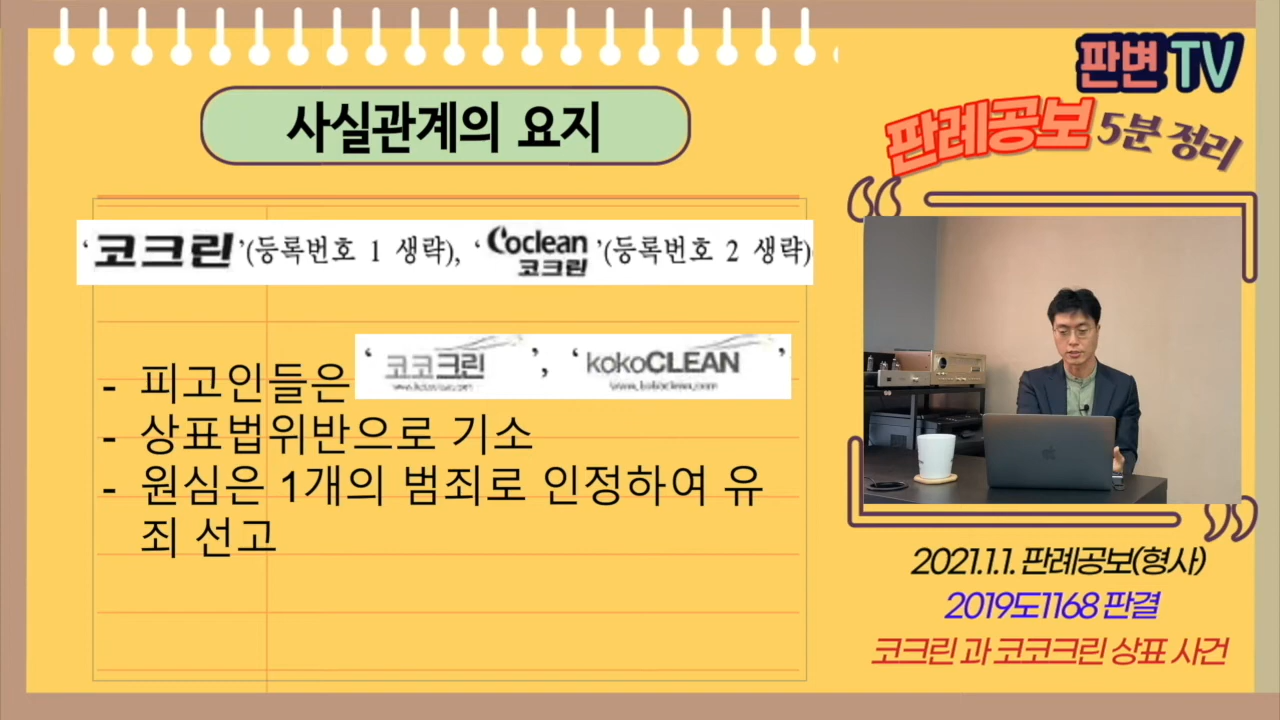 판변 TV
판례공보 5분 정리
사실관계의 요지
‘코크린’(등록번호 1 생략), ‘Coclean 코크린’(등록번호 2 생략)
- 피고인들은 ‘코코크린’, ‘kokoCLEAN’
www.kokoclean.com
- 상표법위반으로 기소
- 원심은 1개의 범죄로 인정하여 유
죄 선고
2021.1.1. 판례공보(형사)
2019도1168 판결
코크린 과 코코크린 상표 사건